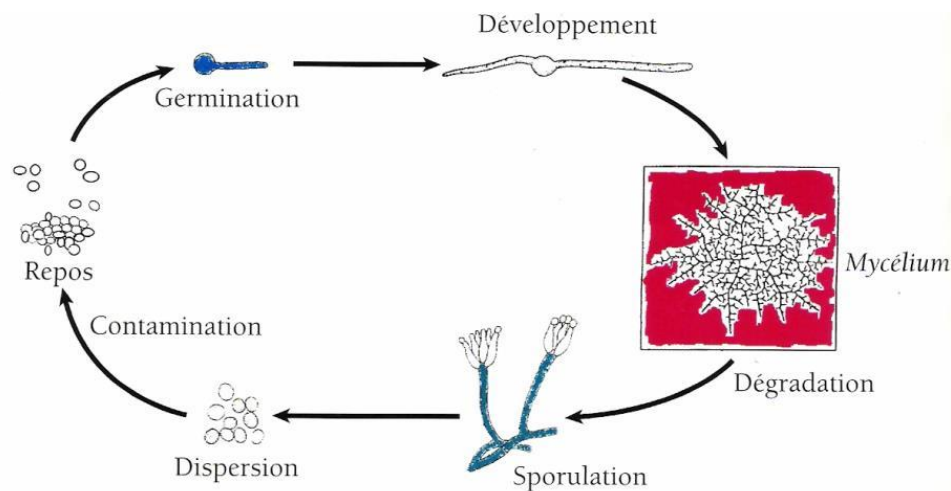 Développement
Germination
Mycélium
Repos
Contamination
Dégradation
Dispersion
Sporulation